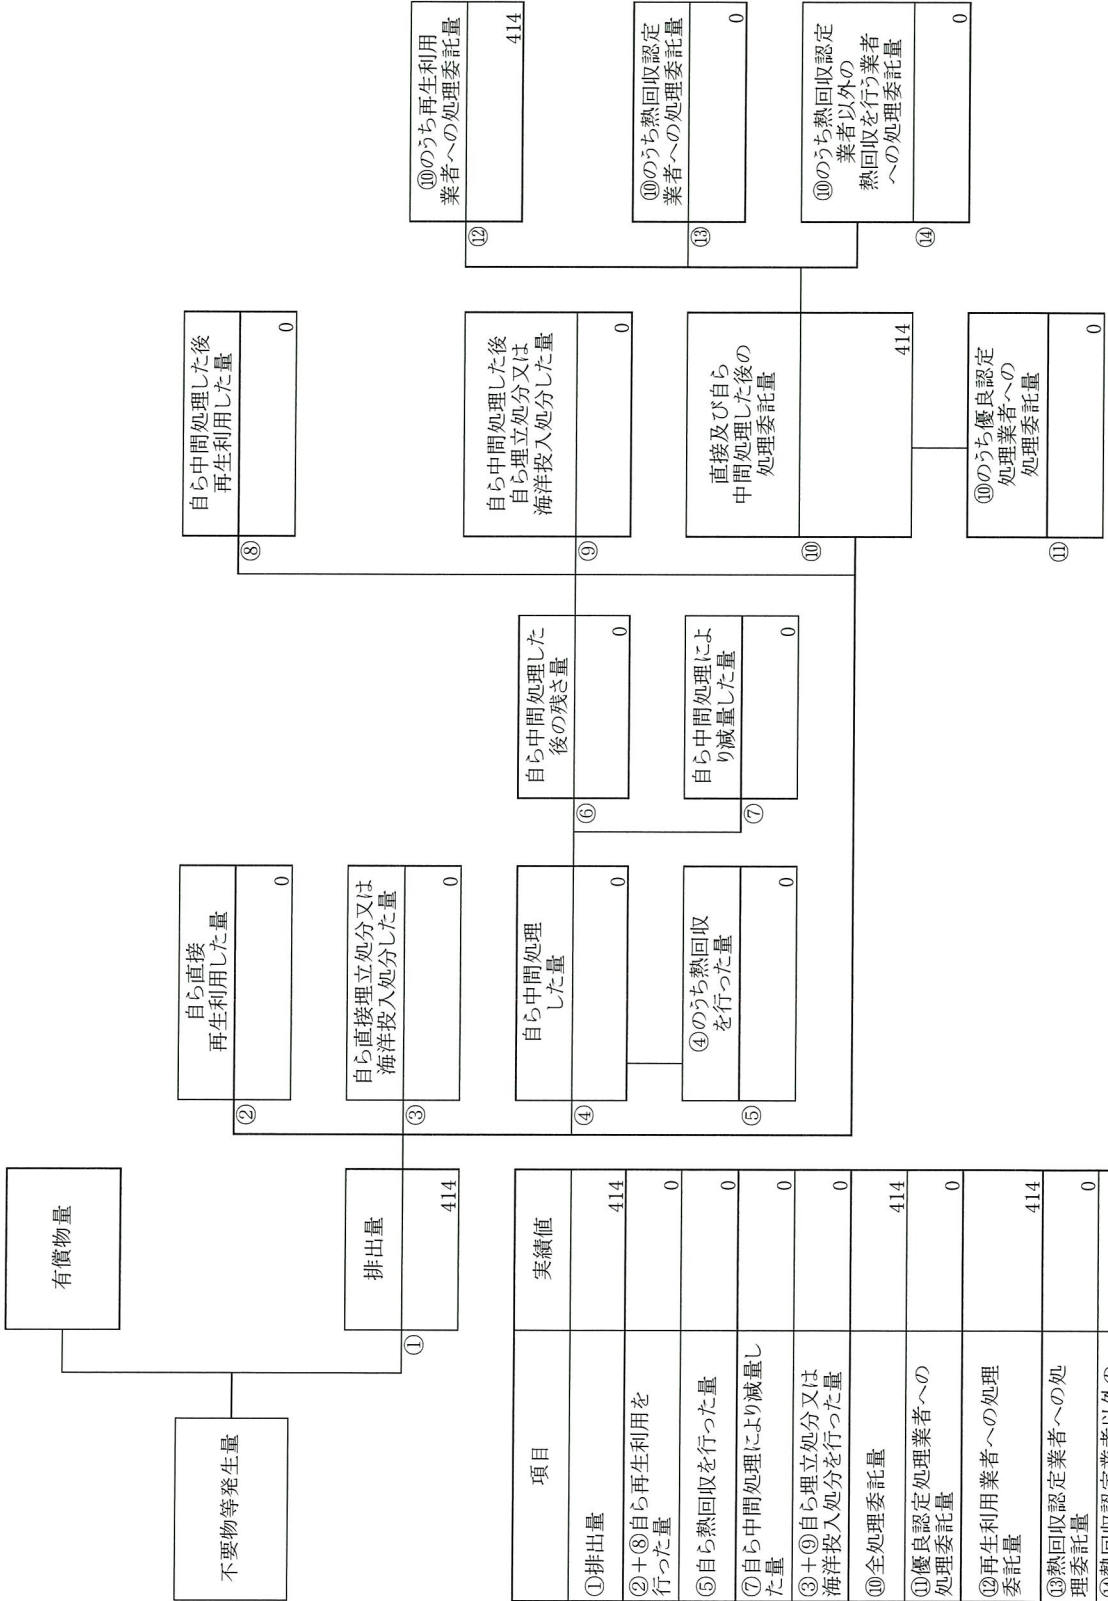 不要物等発生量
有償物量
排出量
①
414
自ら直接
再生利用した量
②
0
自ら直接埋立処分又は
海洋投入処分した量
③
0
自ら中間処理
した量
④
0
④のうち熱回収
を行った量
⑤
0
自ら中間処理した
後の残さ量
⑥
0
自ら中間処理によ
り減量した量
⑦
0
自ら中間処理した後
再生利用した量
⑧
0
自ら中間処理した後
自ら埋立処分又は
海洋投入処分した量
⑨
0
直接及び自ら
中間処理した後の
処理委託量
⑩
414
⑩のうち優良認定
処理業者への
処理委託量
⑪
0
⑩のうち再生利用
業者への処理委託量
⑫
414
⑩のうち熱回収認定
業者への処理委託量
⑬
0
⑩のうち熱回収認定
業者以外の
熱回収を行う業者
への処理委託量
⑭
0
項目 実績値
①排出量 414
②+⑧自ら再生利用を
行った量 0
⑤自ら熱回収を行った量 0
⑦自ら中間処理により減量し
た量 0
③+⑨自ら埋立処分又は
海洋投入処分を行った量 0
⑩全処理委託量 414
⑪優良認定処理業者への
処理委託量 0
⑫再生利用業者への処理
委託量 414
⑬熱回収認定業者への処
理委託量 0